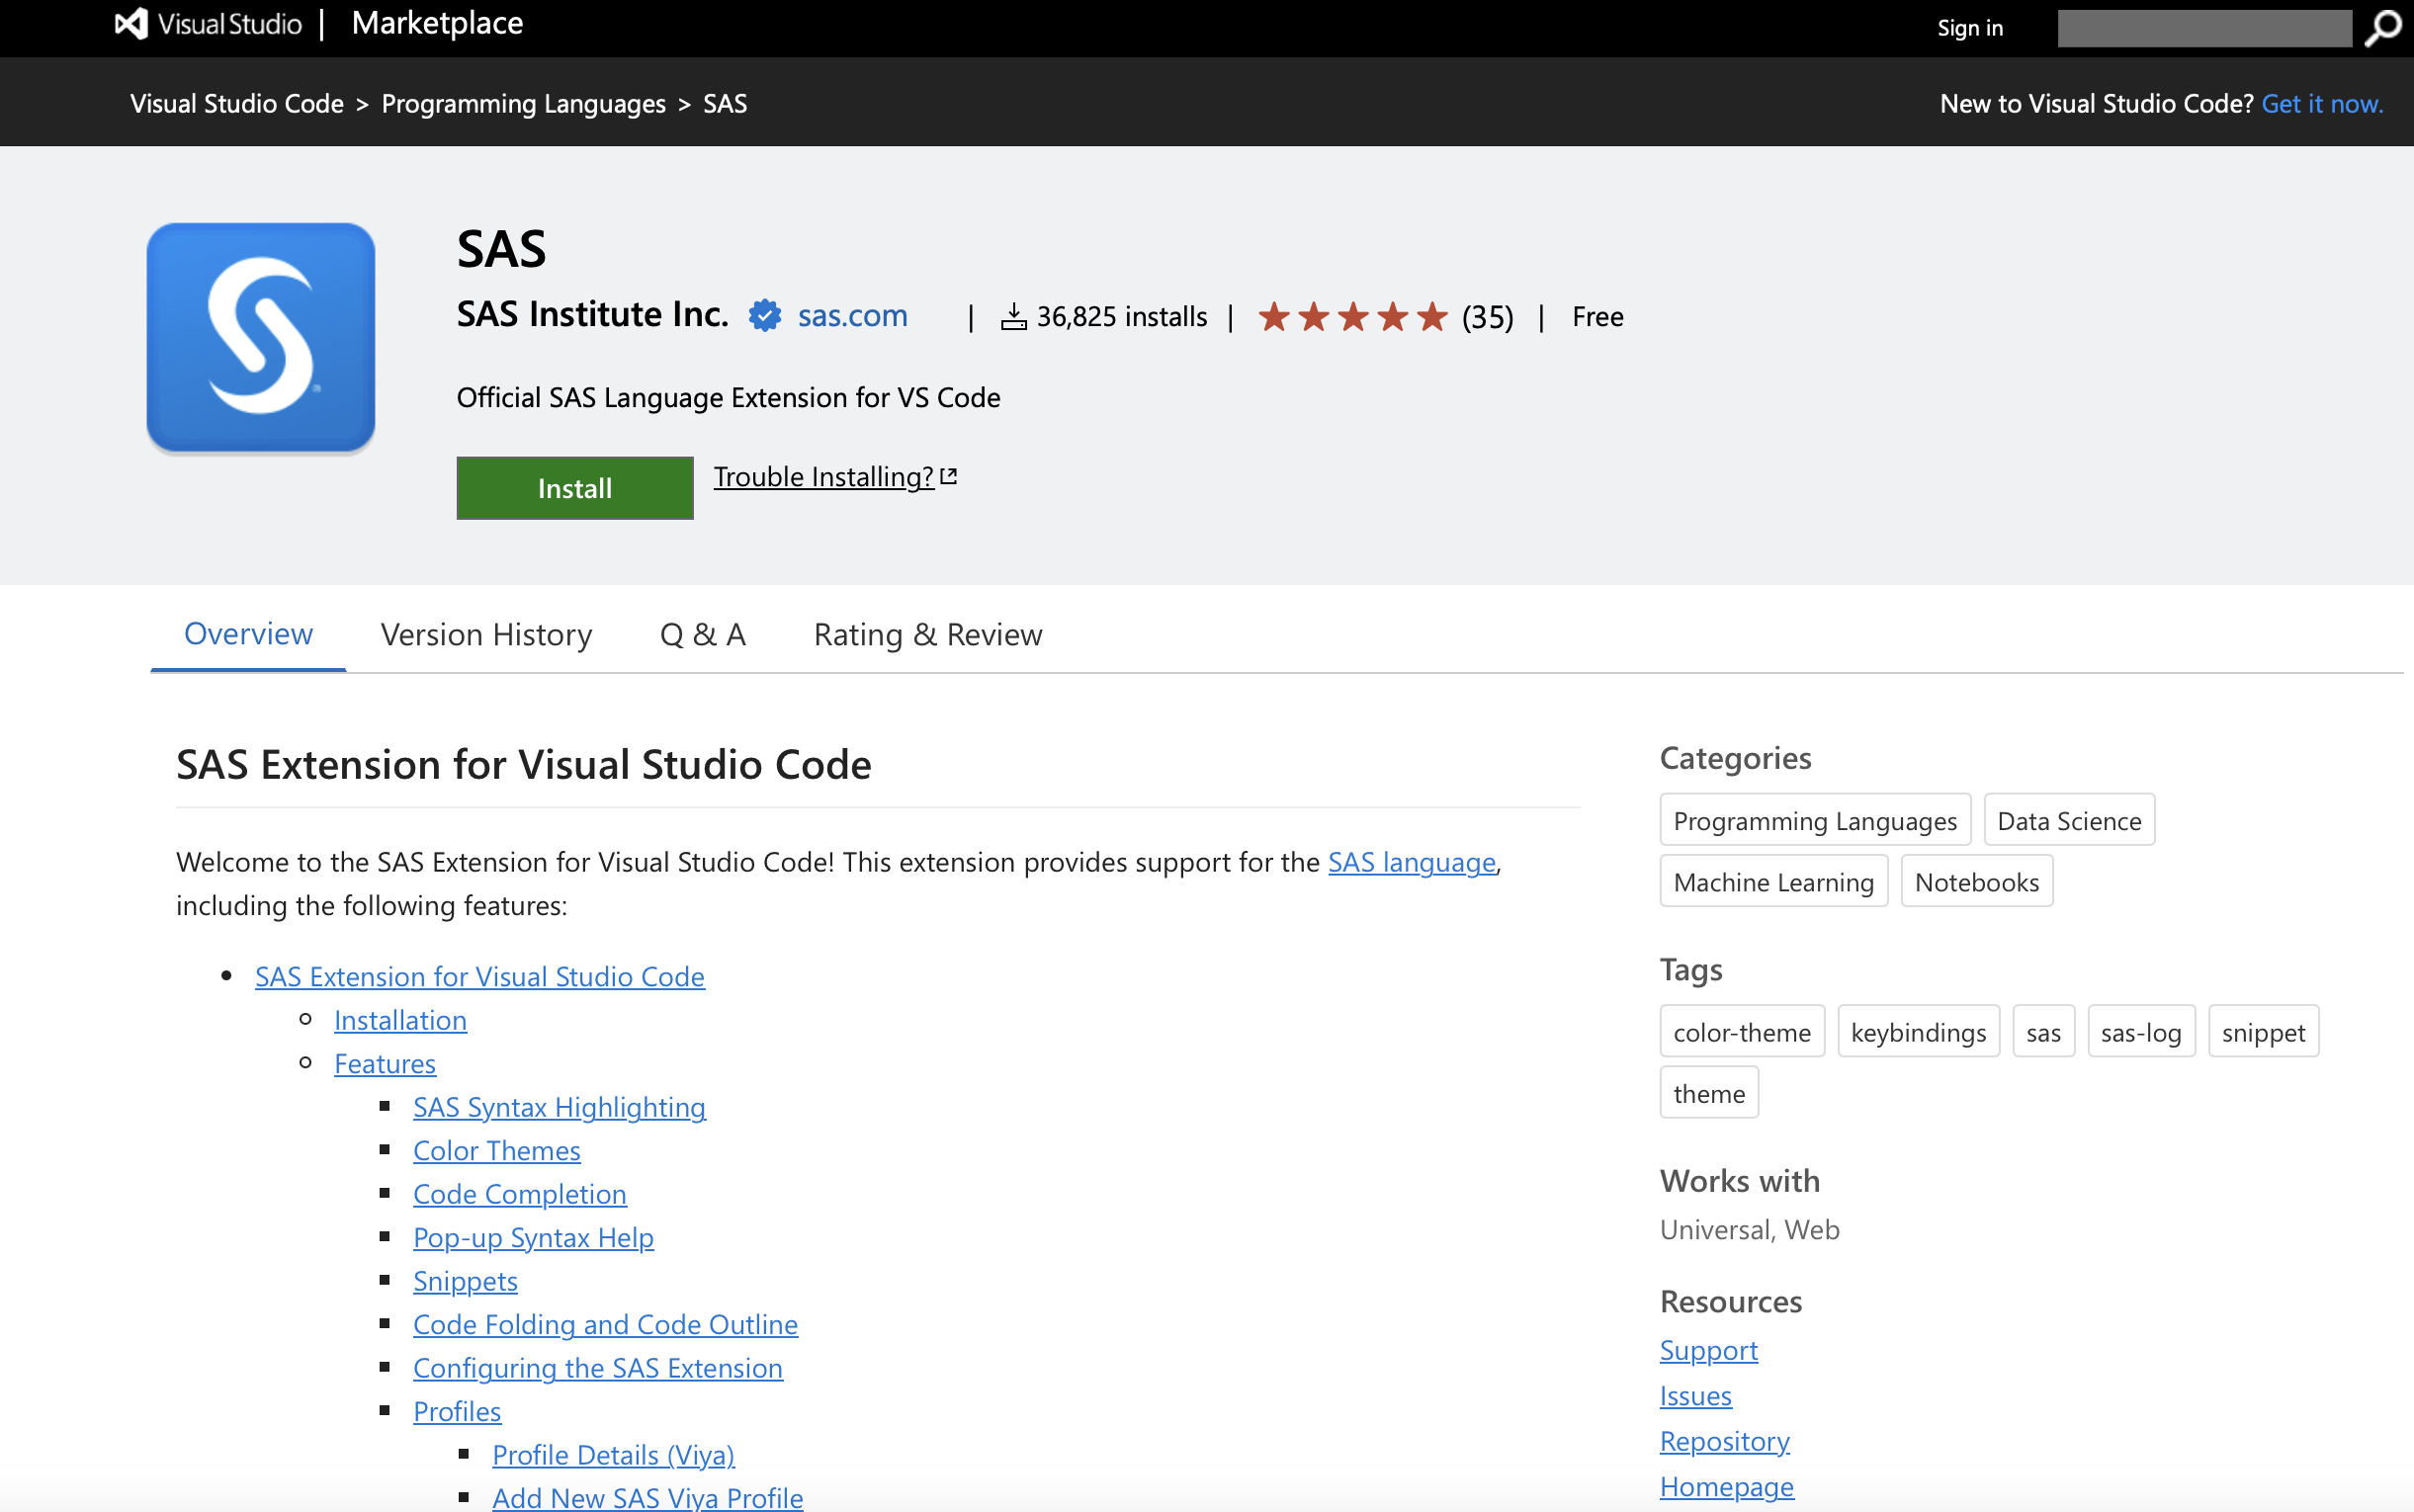 Visual Studio | Marketplace
Sign in
Visual Studio Code > Programming Languages > SAS
New to Visual Studio Code? Get it now.
SAS
SAS Institute Inc. sas.com | 36,825 installs | (35) | Free
Official SAS Language Extension for VS Code
Install
Trouble Installing?
Overview
Version History
Q & A
Rating & Review
SAS Extension for Visual Studio Code
Welcome to the SAS Extension for Visual Studio Code! This extension provides support for the SAS language,
including the following features:
SAS Extension for Visual Studio Code
Installation
Features
SAS Syntax Highlighting
Color Themes
Code Completion
Pop-up Syntax Help
Snippets
Code Folding and Code Outline
Configuring the SAS Extension
Profiles
Profile Details (Viya)
Add New SAS Viya Profile
Categories
Programming Languages
Data Science
Machine Learning
Notebooks
Tags
color-theme
keybindings
sas
sas-log
snippet
theme
Works with
Universal, Web
Resources
Support
Issues
Repository
Homepage